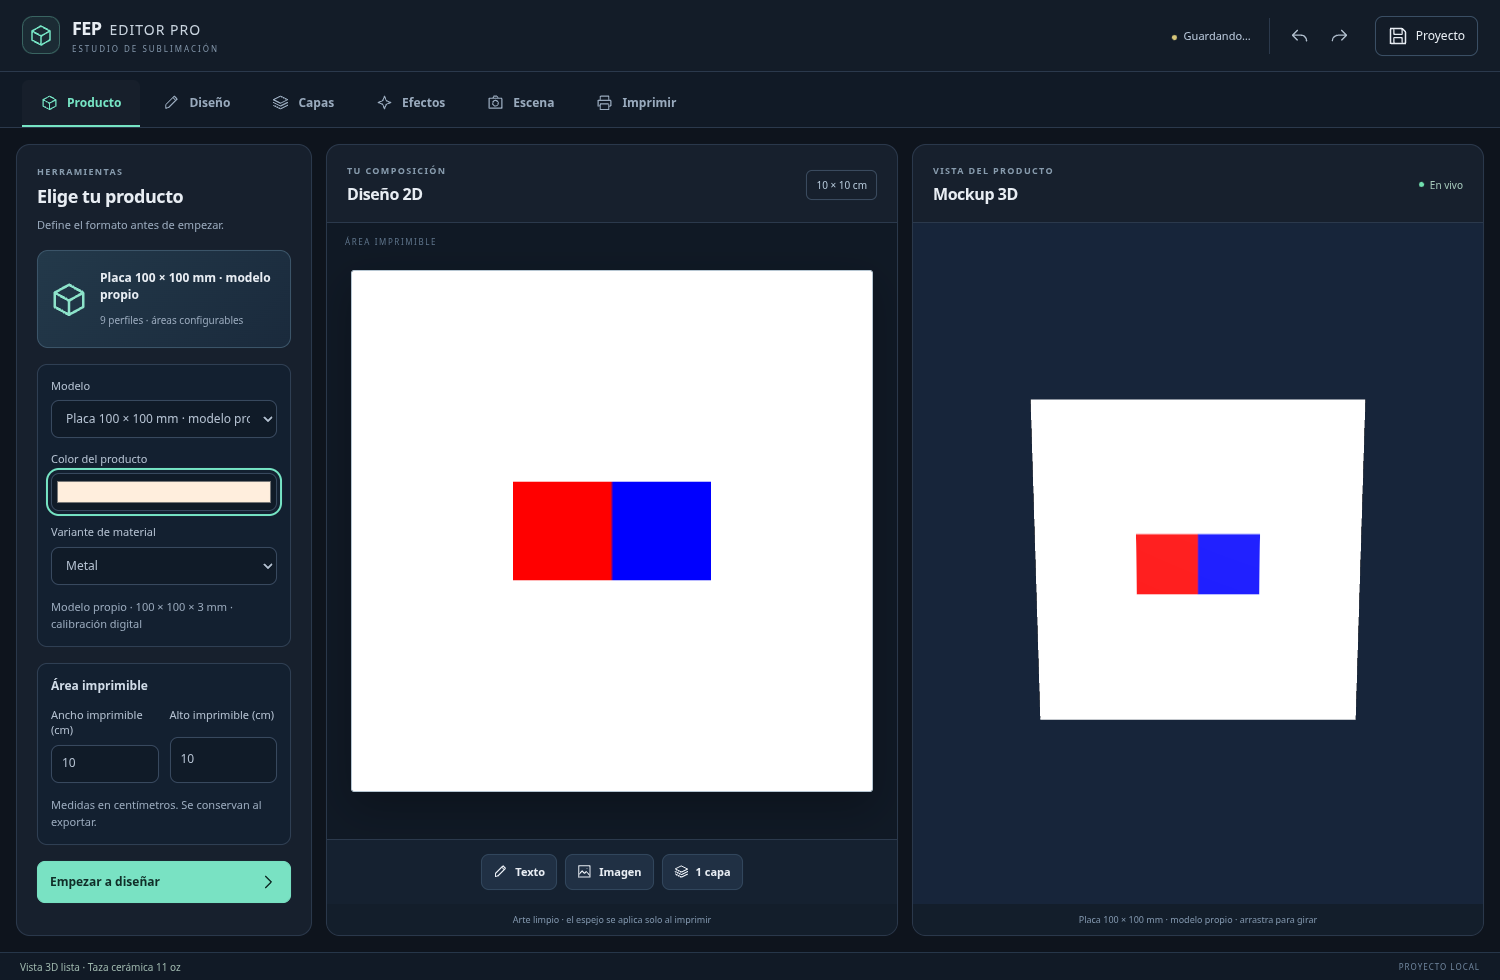 FEP EDITOR PRO
ESTUDIO DE SUBLIMACIÓN
Guardando...
Proyecto
Producto
Diseño
Capas
Efectos
Escena
Imprimir
HERRAMIENTAS
Elige tu producto
Define el formato antes de empezar.
Placa 100 × 100 mm · modelo
propio
9 perfiles · áreas configurables
Modelo
Placa 100 × 100 mm · modelo pro
Color del producto
Variante de material
Metal
Modelo propio · 100 × 100 × 3 mm ·
calibración digital
Área imprimible
Ancho imprimible
(cm)
Alto imprimible (cm)
10
10
Medidas en centímetros. Se conservan al
exportar.
Empezar a diseñar
TU COMPOSICIÓN
Diseño 2D
10 × 10 cm
ÁREA IMPRIMIBLE
Texto
Imagen
1 capa
Arte limpio · el espejo se aplica solo al imprimir
VISTA DEL PRODUCTO
Mockup 3D
En vivo
Placa 100 × 100 mm · modelo propio · arrastra para girar
Vista 3D lista · Taza cerámica 11 oz
PROYECTO LOCAL